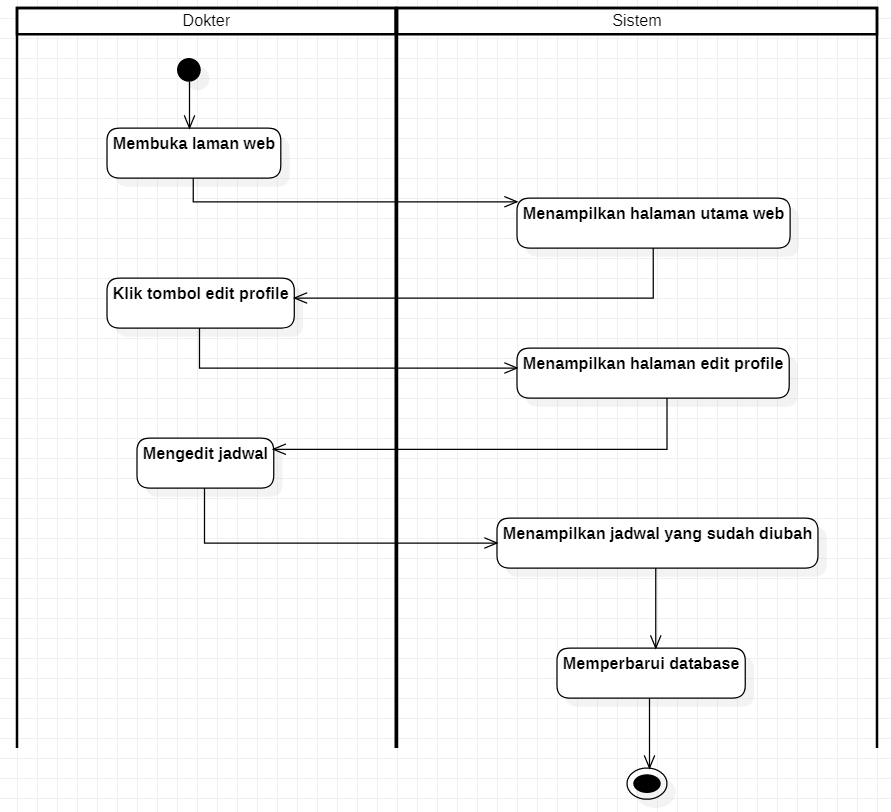 Dokter
Sistem
Membuka laman web
Menampilkan halaman utama web
Klik tombol edit profile
Menampilkan halaman edit profile
Mengedit jadwal
Menampilkan jadwal yang sudah diubah
Memperbarui database